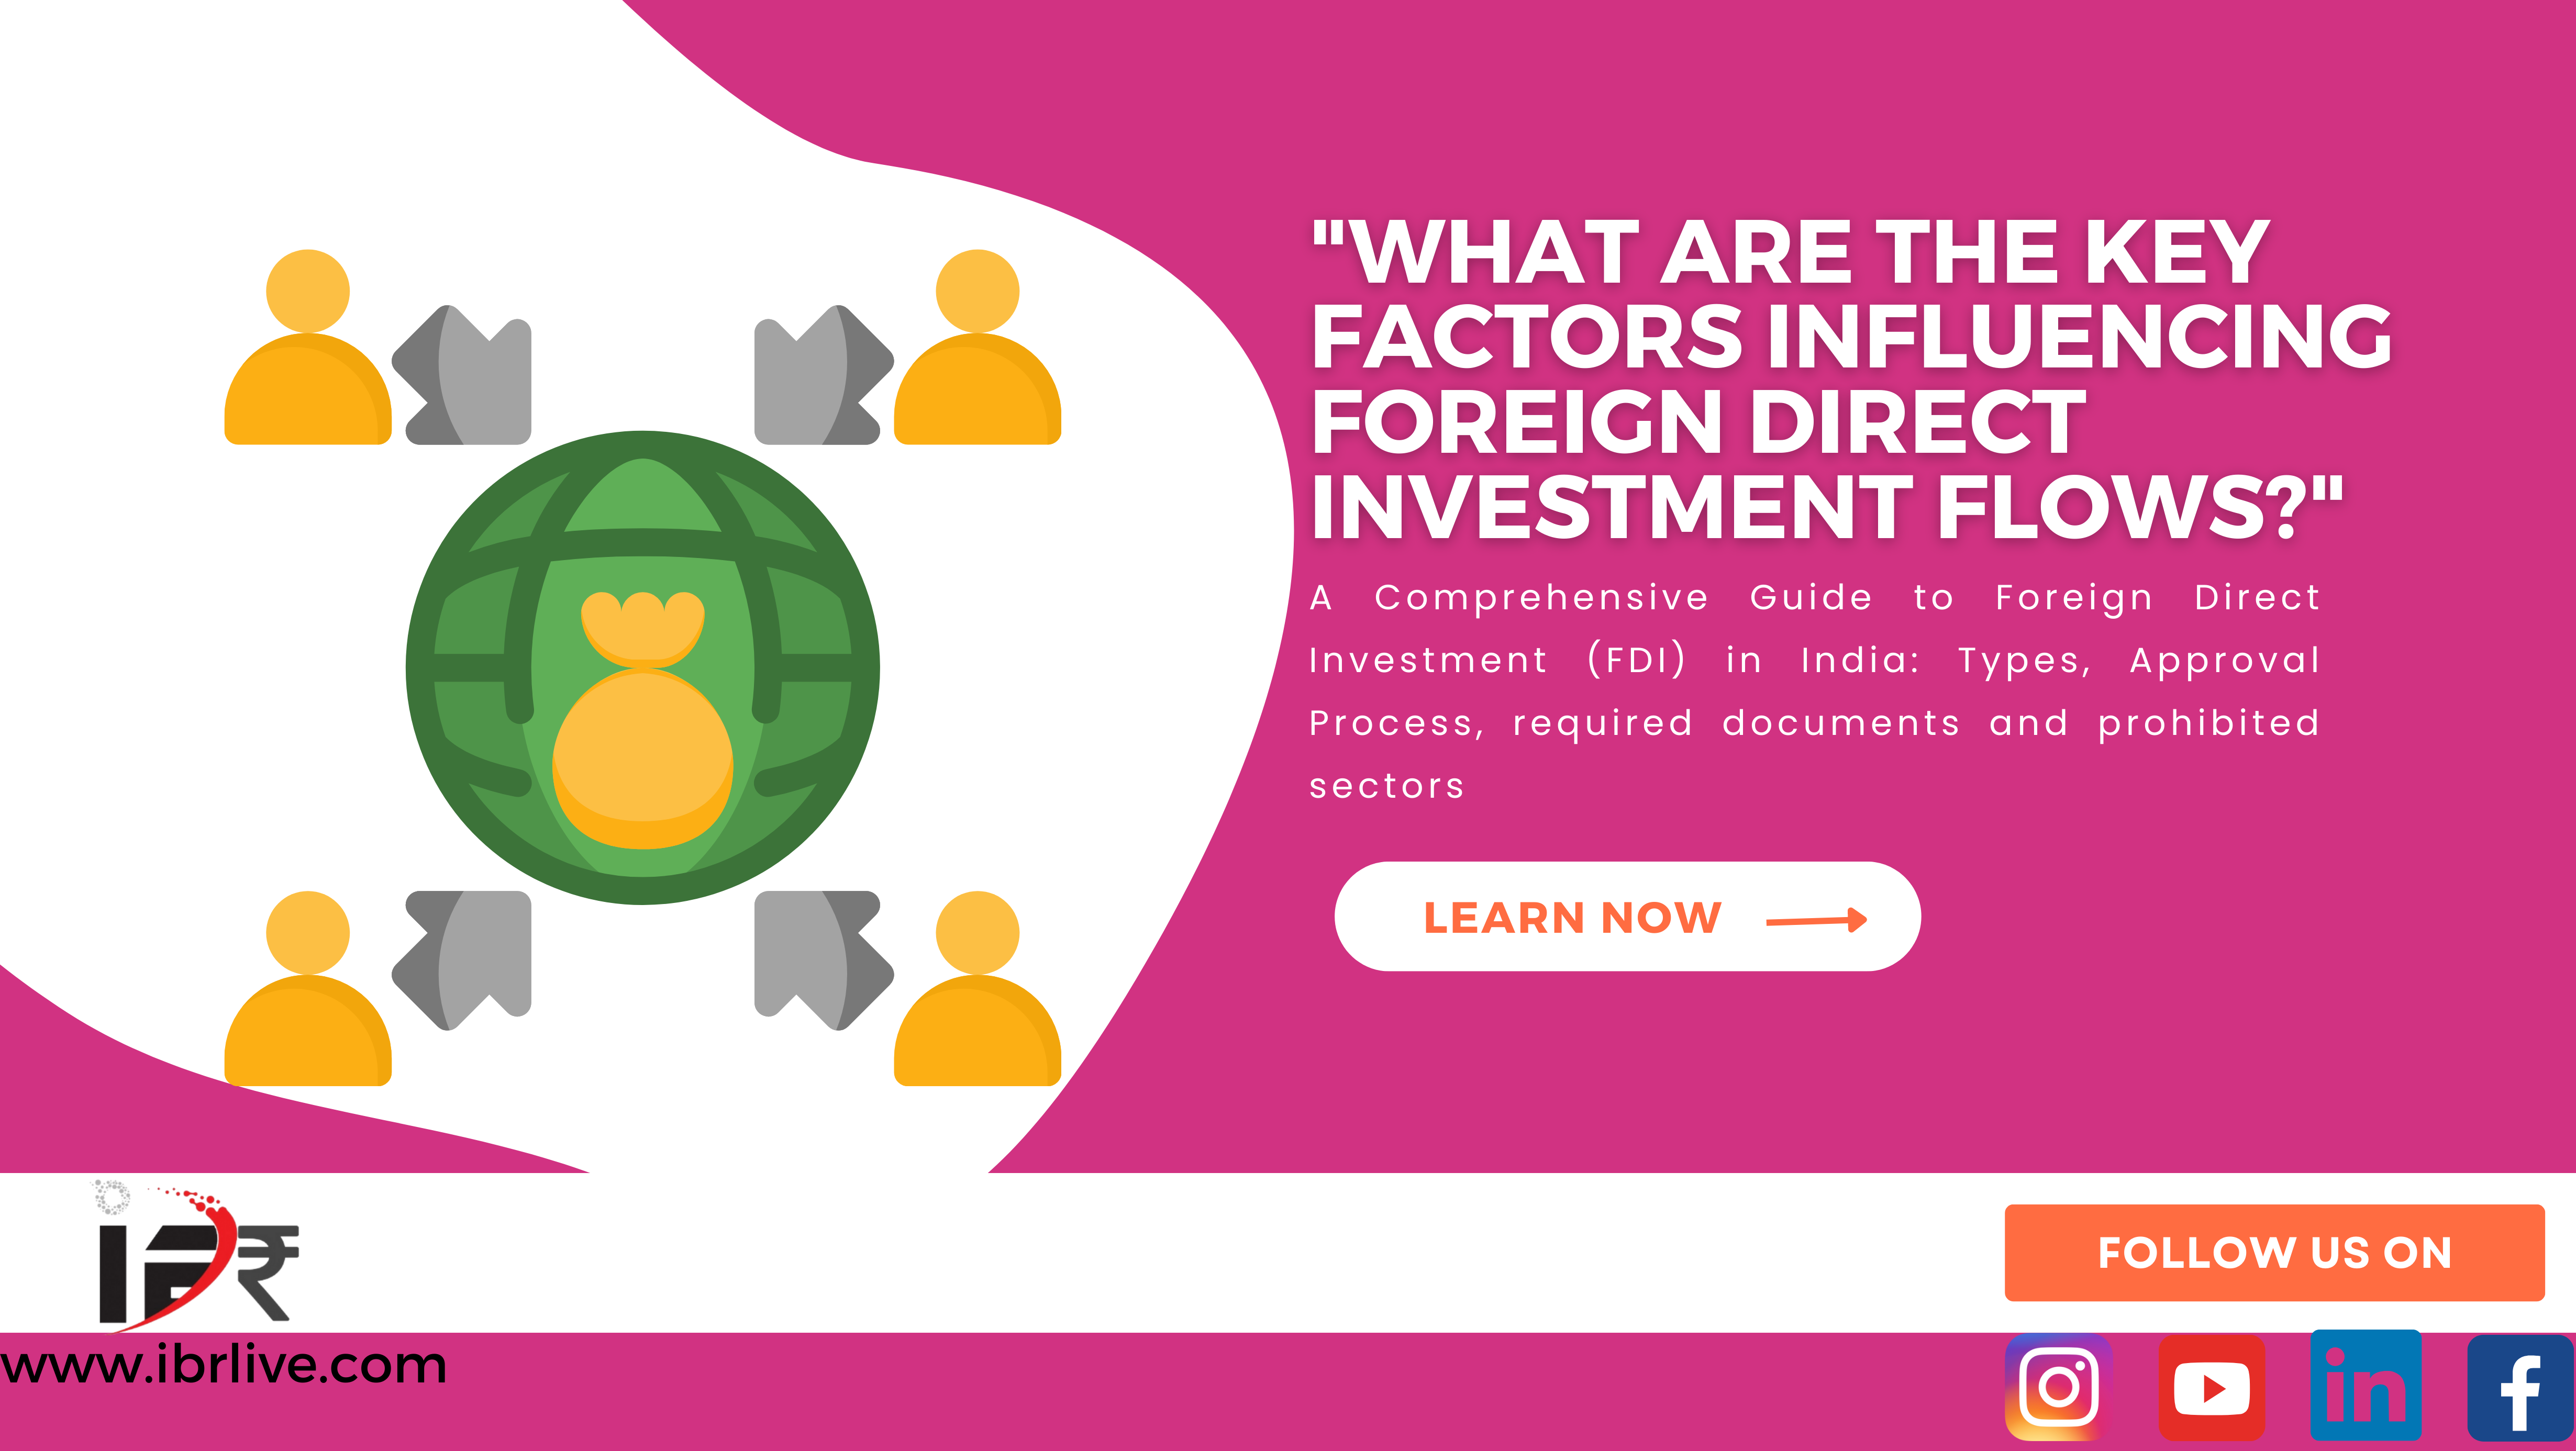 "WHAT ARE THE KEY
FACTORS INFLUENCING
FOREIGN DIRECT
INVESTMENT FLOWS?"
A Comprehensive Guide to Foreign Direct
Investment (FDI) in India: Types, Approval
Process, required documents and prohibited
sectors
LEARN NOW
IBR
www.ibrlive.com
FOLLOW US ON
in
f